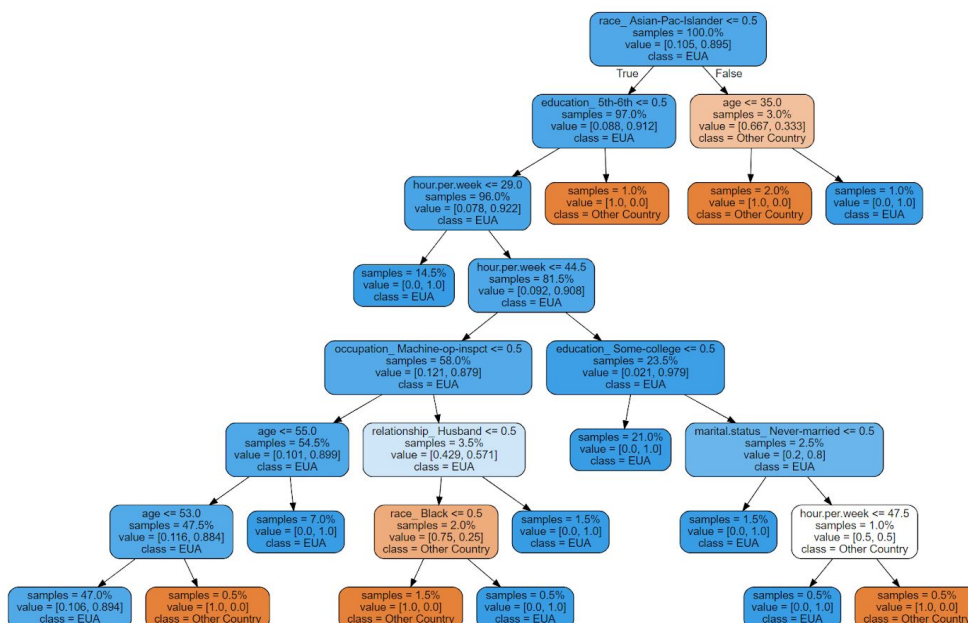 race_ Asian-Pac-Islander <= 0.5
samples = 100.0%
value = [0.105, 0.895]
class = EUA
True
False
education_ 5th-6th <= 0.5
samples = 97.0%
value = [0.088, 0.912]
class = EUA
age <= 35.0
samples = 3.0%
value = [0.667, 0.333]
class = Other Country
hour.per.week <= 29.0
samples = 96.0%
value = [0.078, 0.922]
class = EUA
samples = 1.0%
value = [1.0, 0.0]
class = Other Country
samples = 2.0%
value = [1.0, 0.0]
class = Other Country
samples = 1.0%
value = [0.0, 1.0]
class = EUA
samples = 14.5%
value = [0.0, 1.0]
class = EUA
hour.per.week <= 44.5
samples = 81.5%
value = [0.092, 0.908]
class = EUA
occupation_ Machine-op-inspct <= 0.5
samples = 58.0%
value = [0.121, 0.879]
class = EUA
education_ Some-college <= 0.5
samples = 23.5%
value = [0.021, 0.979]
class = EUA
age <= 55.0
samples = 54.5%
value = [0.101, 0.899]
class = EUA
relationship_ Husband <= 0.5
samples = 3.5%
value = [0.429, 0.571]
class = EUA
samples = 21.0%
value = [0.0, 1.0]
class = EUA
marital.status_ Never-married <= 0.5
samples = 2.5%
value = [0.2, 0.8]
class = EUA
age <= 53.0
samples = 47.5%
value = [0.116, 0.884]
class = EUA
samples = 7.0%
value = [0.0, 1.0]
class = EUA
race_ Black <= 0.5
samples = 2.0%
value = [0.75, 0.25]
class = Other Country
samples = 1.5%
value = [0.0, 1.0]
class = EUA
samples = 1.5%
value = [0.0, 1.0]
class = EUA
hour.per.week <= 47.5
samples = 1.0%
value = [0.5, 0.5]
class = Other Country
samples = 47.0%
value = [0.106, 0.894]
class = EUA
samples = 0.5%
value = [1.0, 0.0]
class = Other Country
samples = 1.5%
value = [1.0, 0.0]
class = Other Country
samples = 0.5%
value = [0.0, 1.0]
class = EUA
samples = 0.5%
value = [0.0, 1.0]
class = EUA
samples = 0.5%
value = [1.0, 0.0]
class = Other Country